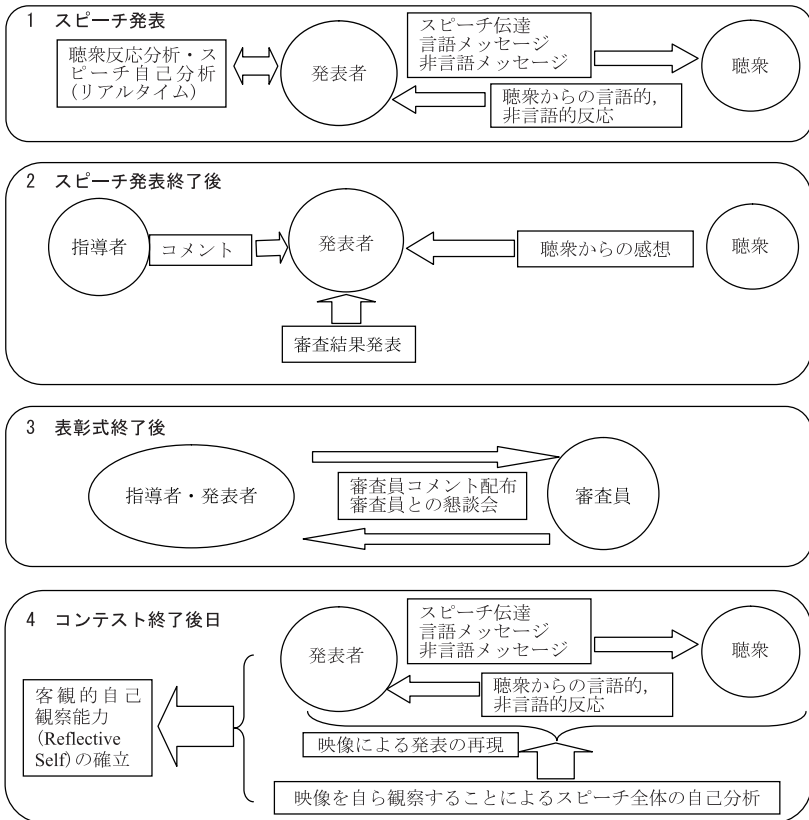 1 スピーチ発表
聴衆反応分析・ス
ピーチ自己分析
(リアルタイム)
発表者
スピーチ伝達
言語メッセージ
非言語メッセージ
聴衆からの言語的,
非言語的反応
聴衆
2 スピーチ発表終了後
指導者
コメント
発表者
聴衆からの感想
聴衆
審査結果発表
3 表彰式終了後
指導者・発表者
審査員コメント配布
審査員との懇談会
審査員
4 コンテスト終了後日
発表者
スピーチ伝達
言語メッセージ
非言語メッセージ
聴衆からの言語的,
非言語的反応
聴衆
客観的自己
観察能力
(Reflective
Self)の確立
映像による発表の再現
映像を自ら観察することによるスピーチ全体の自己分析